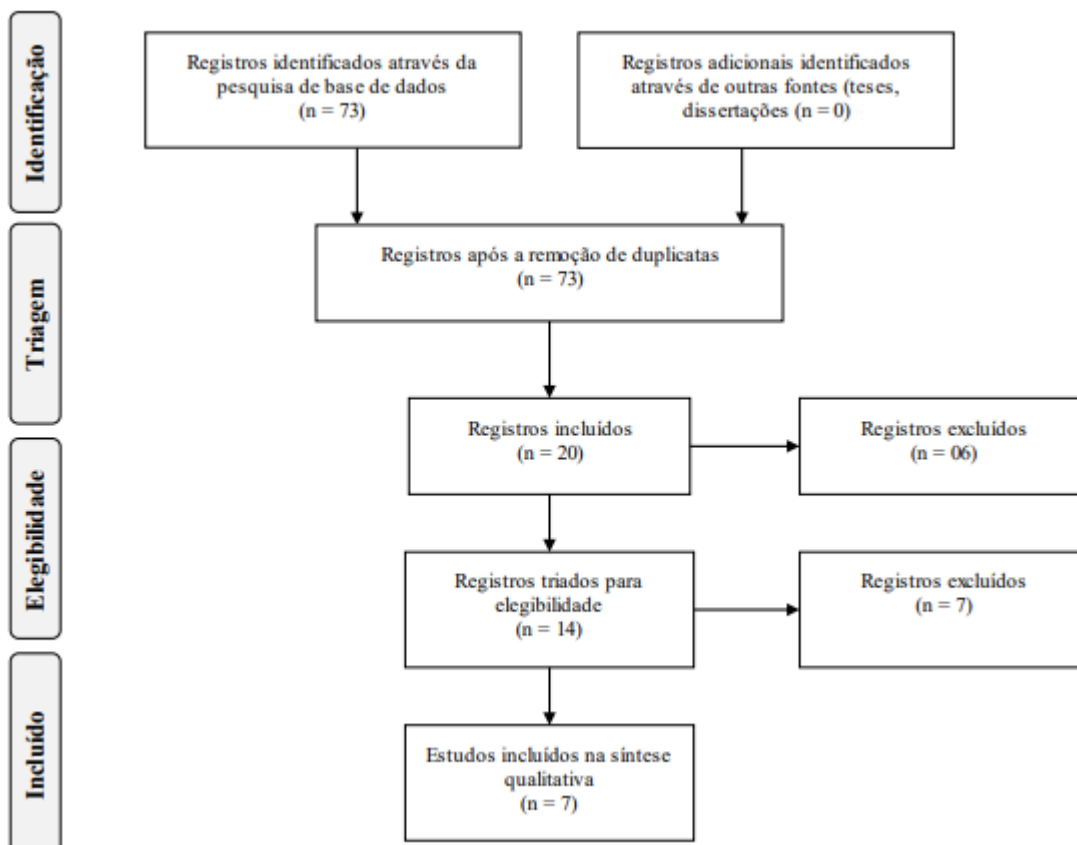 Identificação
Registros identificados através da
pesquisa de base de dados
(n = 73)
Registros adicionais identificados
através de outras fontes (teses,
dissertações (n = 0)
Triagem
Registros após a remoção de duplicatas
(n = 73)
Registros incluídos
(n = 20)
Registros excluídos
(n = 06)
Elegibilidade
Registros triados para
elegibilidade
(n = 14)
Registros excluídos
(n = 7)
Incluído
Estudos incluídos na síntese
qualitativa
(n = 7)